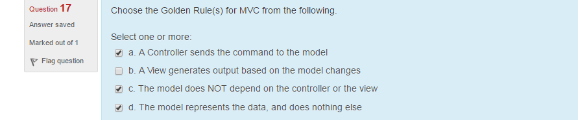 Question 17
Answer saved
Marked out of 1
Flag question
Choose the Golden Rule(s) for MVC from the following.
Select one or more:
a. A Controller sends the command to the model
b. A View generates output based on the model changes
c. The model does NOT depend on the controller or the view
d. The model represents the data, and does nothing else